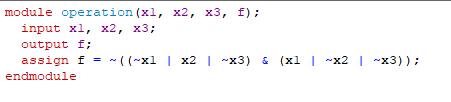 module operation(x1, x2, x3, f);
input x1, x2, x3;
output f;
assign f = ~((~x1 | x2 | ~x3) & (x1 | ~x2 | ~x3));
endmodule